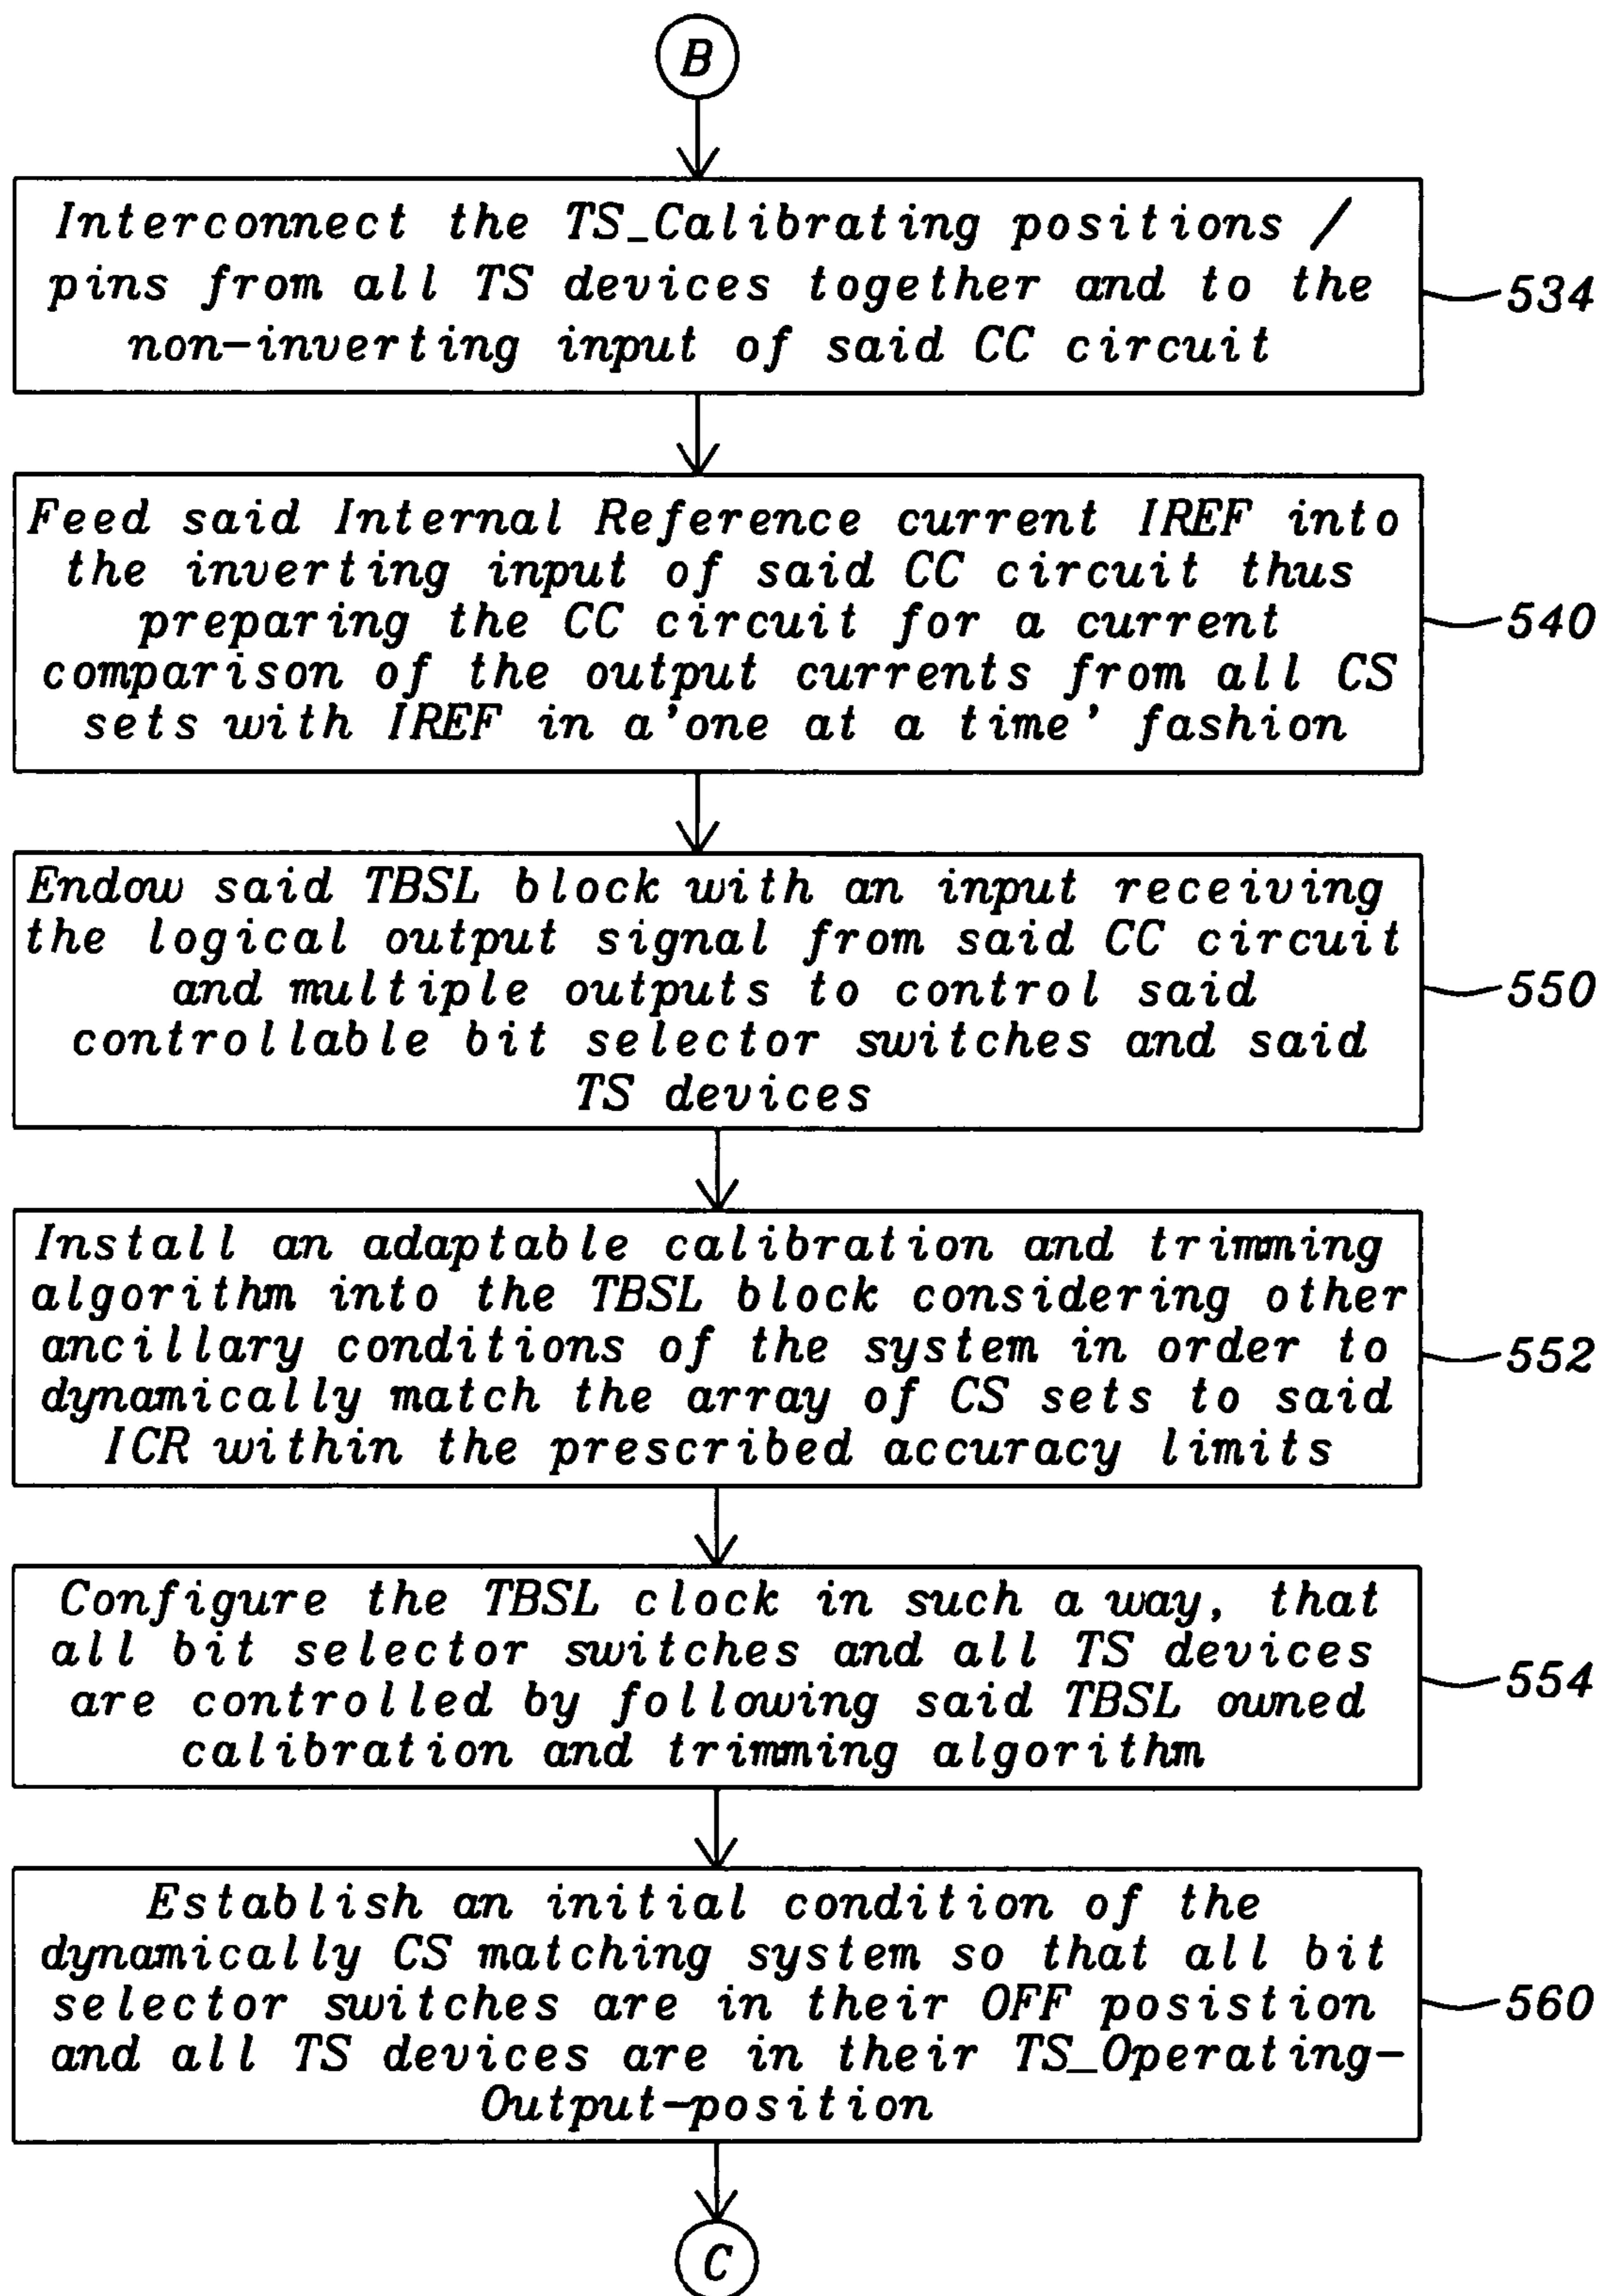 B
Interconnect the TS_Calibrating positions /
pins from all TS devices together and to the
non-inverting input of said CC circuit
534
Feed said Internal Reference current IREF into
the inverting input of said CC circuit thus
preparing the CC circuit for a current
comparison of the output currents from all CS
sets with IREF in a 'one at a time' fashion
540
Endow said TBSL block with an input receiving
the logical output signal from said CC circuit
and multiple outputs to control said
controllable bit selector switches and said
TS devices
550
Install an adaptable calibration and trimming
algorithm into the TBSL block considering other
ancillary conditions of the system in order to
dynamically match the array of CS sets to said
ICR within the prescribed accuracy limits
552
Configure the TBSL clock in such a way, that
all bit selector switches and all TS devices
are controlled by following said TBSL owned
calibration and trimming algorithm
554
Establish an initial condition of the
dynamically CS matching system so that all bit
selector switches are in their OFF posistion
and all TS devices are in their TS_Operating-
Output-position
560
C